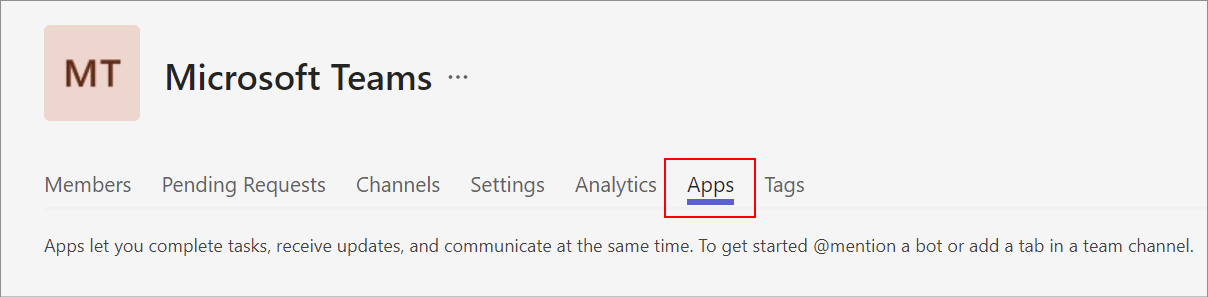 MT
Microsoft Teams ...
Members Pending Requests Channels Settings Analytics Apps Tags
Apps let you complete tasks, receive updates, and communicate at the same time. To get started @mention a bot or add a tab in a team channel.